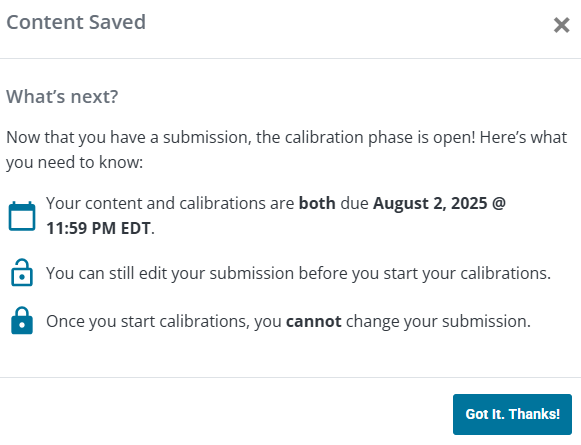 Content Saved
What's next?
Now that you have a submission, the calibration phase is open! Here's what
you need to know:
Your content and calibrations are both due August 2, 2025 @
11:59 PM EDT.
You can still edit your submission before you start your calibrations.
Once you start calibrations, you cannot change your submission.
Got It. Thanks!